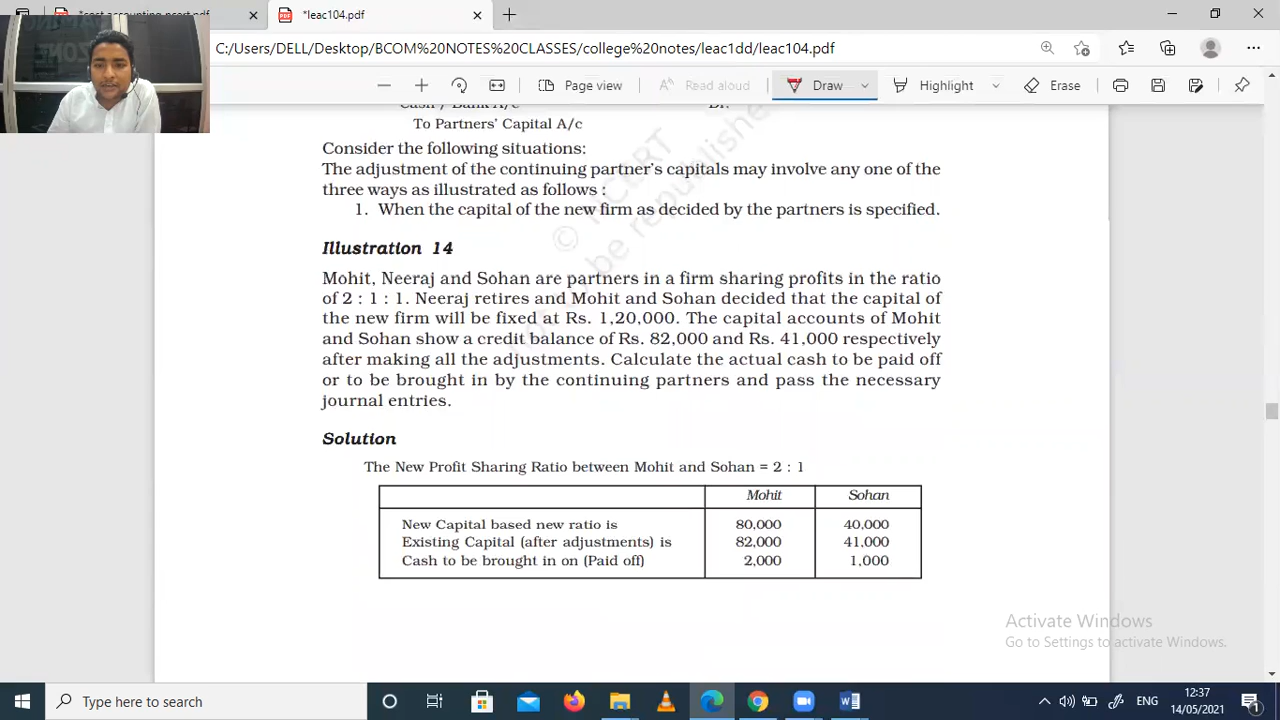 *leac104.pdf
C:/Users/DELL/Desktop/BCOM%20NOTES%20CLASSES/college%20notes/leac1dd/leac104.pdf
Page view
Read aloud
Draw
Highlight
Erase
Cash / Bank A/c Dr.
To Partners' Capital A/c
Consider the following situations:
The adjustment of the continuing partner's capitals may involve any one of the
three ways as illustrated as follows :
1. When the capital of the new firm as decided by the partners is specified.
Illustration 14
Mohit, Neeraj and Sohan are partners in a firm sharing profits in the ratio
of 2 : 1 : 1. Neeraj retires and Mohit and Sohan decided that the capital of
the new firm will be fixed at Rs. 1,20,000. The capital accounts of Mohit
and Sohan show a credit balance of Rs. 82,000 and Rs. 41,000 respectively
after making all the adjustments. Calculate the actual cash to be paid off
or to be brought in by the continuing partners and pass the necessary
journal entries.
Solution
The New Profit Sharing Ratio between Mohit and Sohan = 2 : 1
Mohit Sohan
New Capital based new ratio is 80,000 40,000
Existing Capital (after adjustments) is 82,000 41,000
Cash to be brought in on (Paid off) 2,000 1,000
© NCERT
be republishe
Activate Windows
Go to Settings to activate Windows.
Type here to search
ENG
12:37
14/05/2021
1